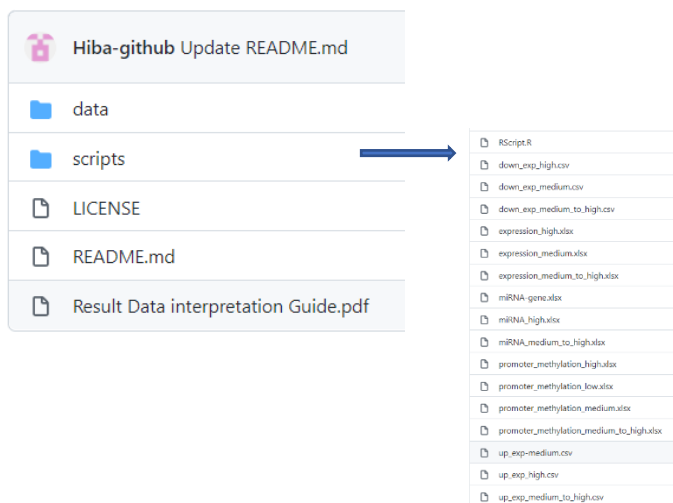 Hiba-github Update README.md
data
scripts
LICENSE
README.md
Result Data interpretation Guide.pdf
RScript.R
down_exp_high.csv
down_exp_medium.csv
down_exp_medium_to_high.csv
expression_high.xlsx
expression_medium.xlsx
expression_medium_to_high.xlsx
miRNA-gene.xlsx
miRNA_high.xlsx
miRNA_medium_to_high.xlsx
promoter_methylation_high.xlsx
promoter_methylation_low.xlsx
promoter_methylation_medium.xlsx
promoter_methylation_medium_to_high.xlsx
up_exp-medium.csv
up_exp_high.csv
up_exp_medium_to_high.csv